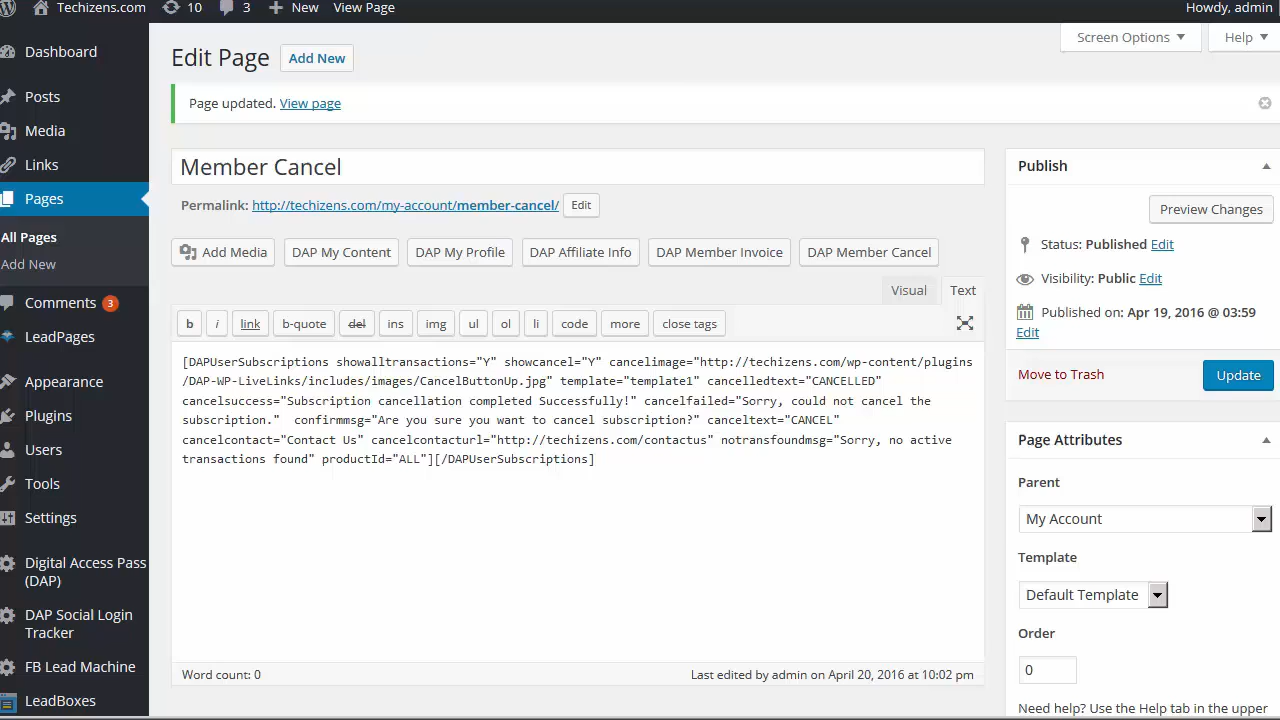 Techizens.com 10 3 New View Page Howdy, admin
Dashboard
Posts
Media
Links
Pages
All Pages
Add New
Comments 3
LeadPages
Appearance
Plugins
Users
Tools
Settings
Digital Access Pass
(DAP)
DAP Social Login
Tracker
FB Lead Machine
LeadBoxes
Screen Options Help
Edit Page Add New
Page updated. View page
Member Cancel
Permalink: http://techizens.com/my-account/member-cancel/ Edit
Add Media DAP My Content DAP My Profile DAP Affiliate Info DAP Member Invoice DAP Member Cancel
Visual Text
b i link b-quote del ins img ul ol li code more close tags
[DAPUserSubscriptions showalltransactions="Y" showcancel="Y" cancelimage="http://techizens.com/wp-content/plugins
/DAP-WP-LiveLinks/includes/images/CancelButtonUp.jpg" template="template1" cancelledtext="CANCELLED"
cancelsuccess="Subscription cancellation completed Successfully!" cancelfailed="Sorry, could not cancel the
subscription."  confirmmsg="Are you sure you want to cancel subscription?" canceltext="CANCEL"
cancelcontact="Contact Us" cancelcontacturl="http://techizens.com/contactus" notransfoundmsg="Sorry, no active
transactions found" productId="ALL"][/DAPUserSubscriptions]
Word count: 0 Last edited by admin on April 20, 2016 at 10:02 pm
Publish
Preview Changes
Status: Published Edit
Visibility: Public Edit
Published on: Apr 19, 2016 @ 03:59
Edit
Move to Trash Update
Page Attributes
Parent
My Account
Template
Default Template
Order
0
Need help? Use the Help tab in the upper